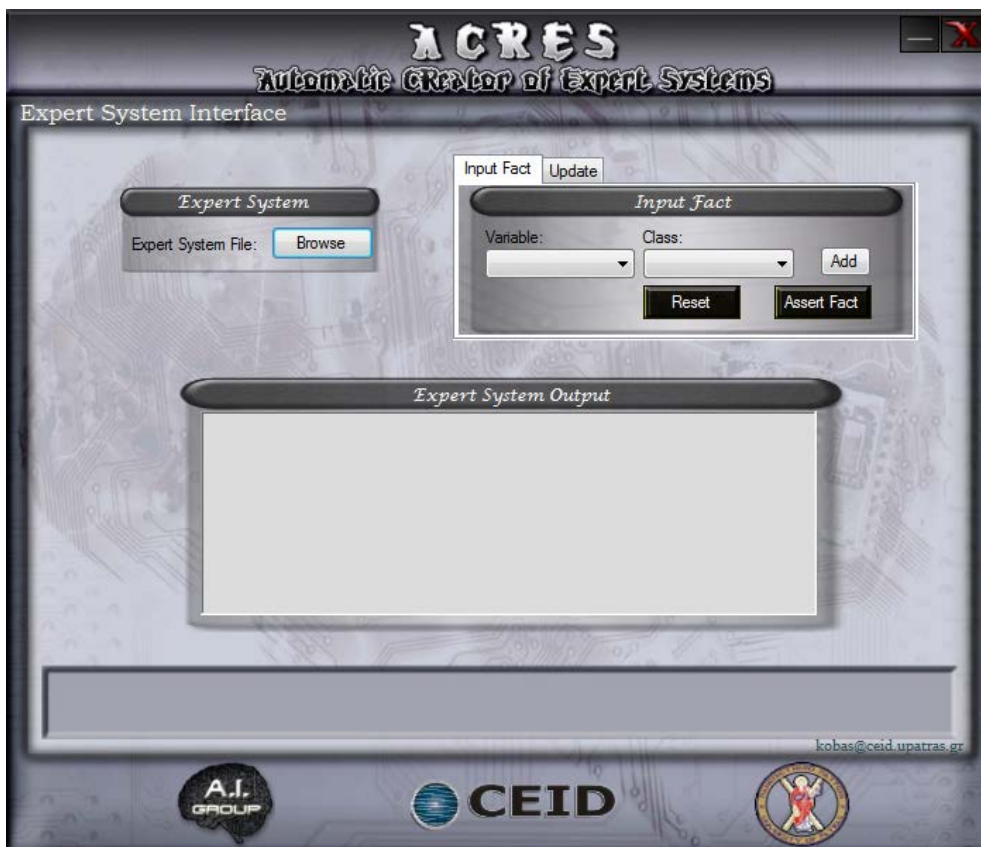 ACRES
Automatic CReator of Expert Systems
Expert System Interface
Expert System
Expert System File: Browse
Input Fact Update
Input Fact
Variable: Class:
Add
Reset Assert Fact
Expert System Output
kobas@ceid.upatras.gr
A.I.
GROUP
CEID